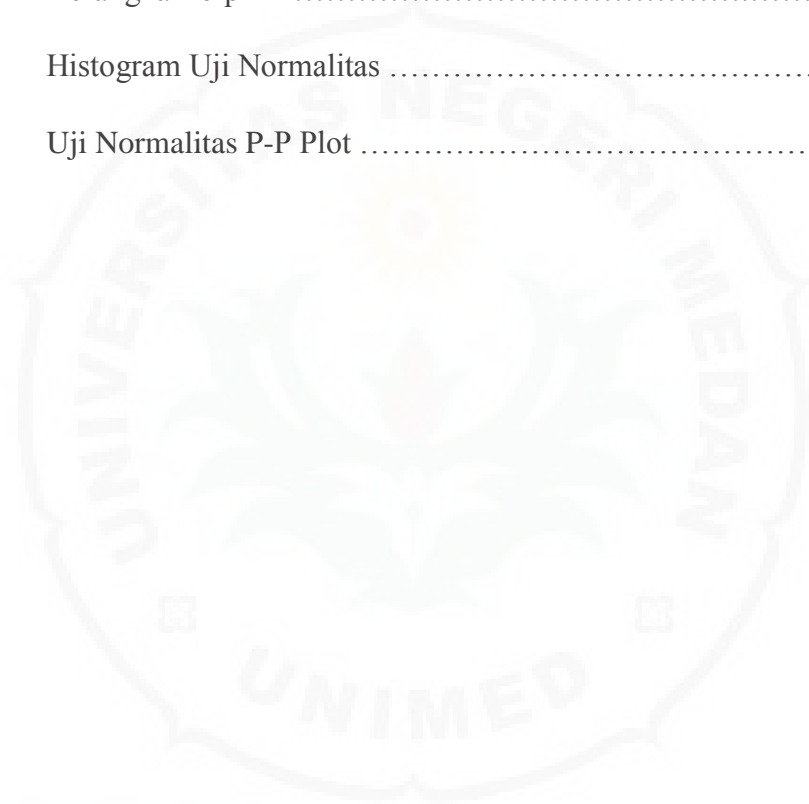 Histogram Uji Normalitas ........................................
Uji Normalitas P-P Plot ...........................................
UNIVERSITAS NEGERI MEDAN
UNIMED